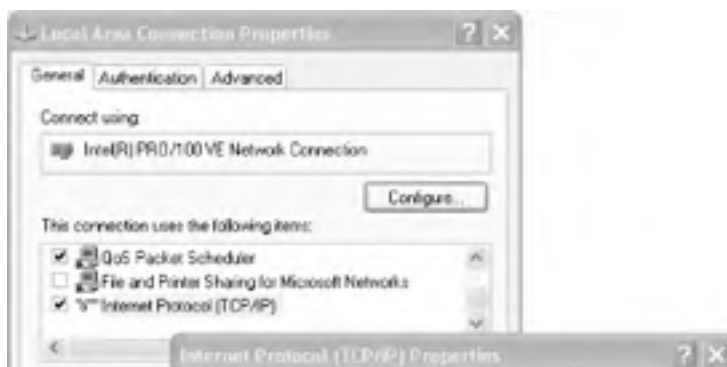 Local Area Connection Properties
General Authentication Advanced
Connect using:
Intel(R) PRO/100 VE Network Connection
Configure...
This connection uses the following items:
QoS Packet Scheduler
File and Printer Sharing for Microsoft Networks
Internet Protocol (TCP/IP)
Internet Protocol (TCP/IP) Properties